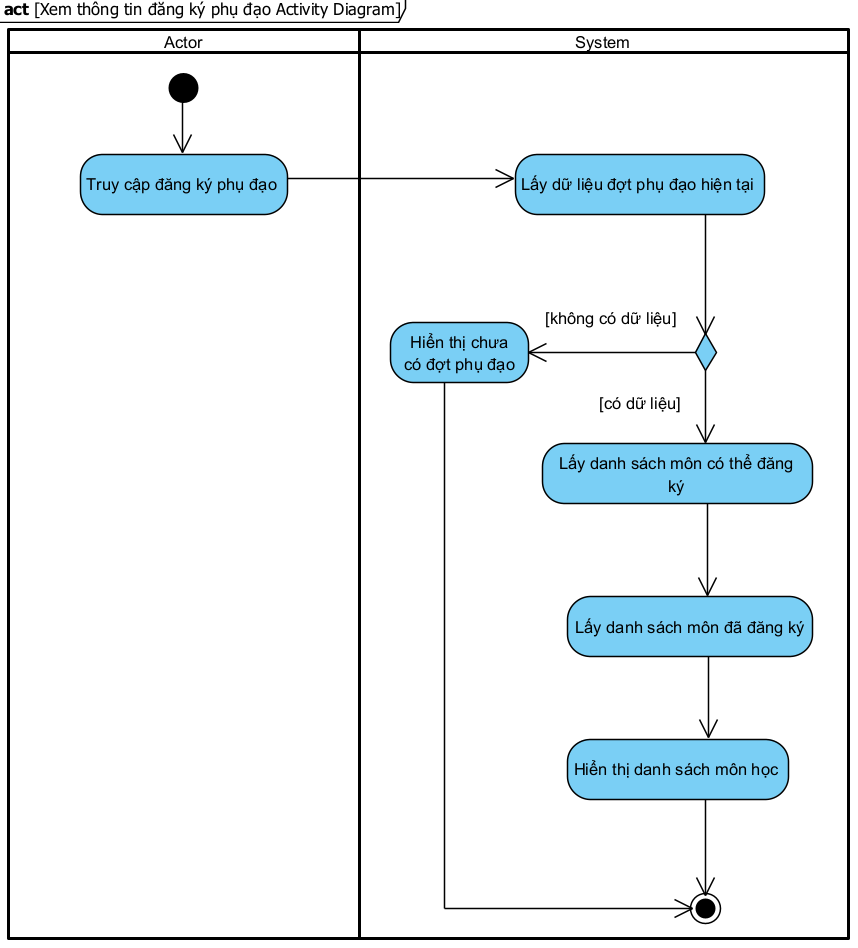 act [Xem thông tin đăng ký phụ đạo Activity Diagram]
Actor
System
Truy cập đăng ký phụ đạo
Lấy dữ liệu đợt phụ đạo hiện tại
[không có dữ liệu]
Hiển thị chưa
có đợt phụ đạo
[có dữ liệu]
Lấy danh sách môn có thể đăng
ký
Lấy danh sách môn đã đăng ký
Hiển thị danh sách môn học